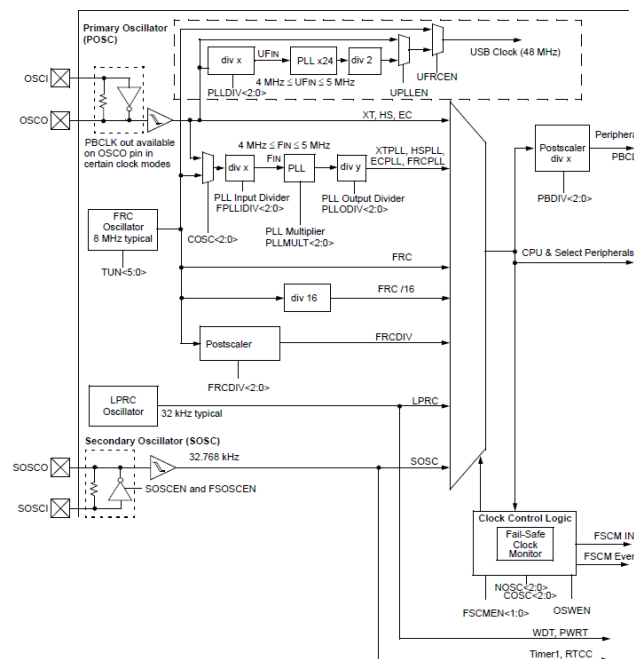 Primary Oscillator
(POSC)
OSCI
OSCO
PBCLK out available
on OSCO pin in
certain clock modes
div x
UFIN
PLL x24
div 2
USB Clock (48 MHz)
PLLDIV<2:0>
4 MHz ≤ UFIN ≤ 5 MHz
UFRCEN
UPLLEN
XT, HS, EC
4 MHz ≤ FIN ≤ 5 MHz
FIN
div x
PLL
div y
XTPLL, HSPLL,
ECPLL, FRCPLL
PLL Input Divider
FPLLIDIV<2:0>
PLL Output Divider
PLLODIV<2:0>
COSC<2:0>
PLL Multiplier
PLLMULT<2:0>
Postscaler
div x
Peripheral
PBCL
PBDIV<2:0>
FRC
Oscillator
8 MHz typical
TUN<5:0>
CPU & Select Peripherals
FRC
div 16
FRC /16
Postscaler
FRCDIV
FRCDIV<2:0>
LPRC
Oscillator
32 kHz typical
LPRC
Secondary Oscillator (SOSC)
SOSCO
32.768 kHz
SOSC
SOSCEN and FSOSCEN
SOSCI
Clock Control Logic
Fail-Safe
Clock
Monitor
FSCM IN
FSCM Even
NOSC<2:0>
COSC<2:0>
FSCMEN<1:0>
OSWEN
WDT, PWRT
Timer1, RTCC